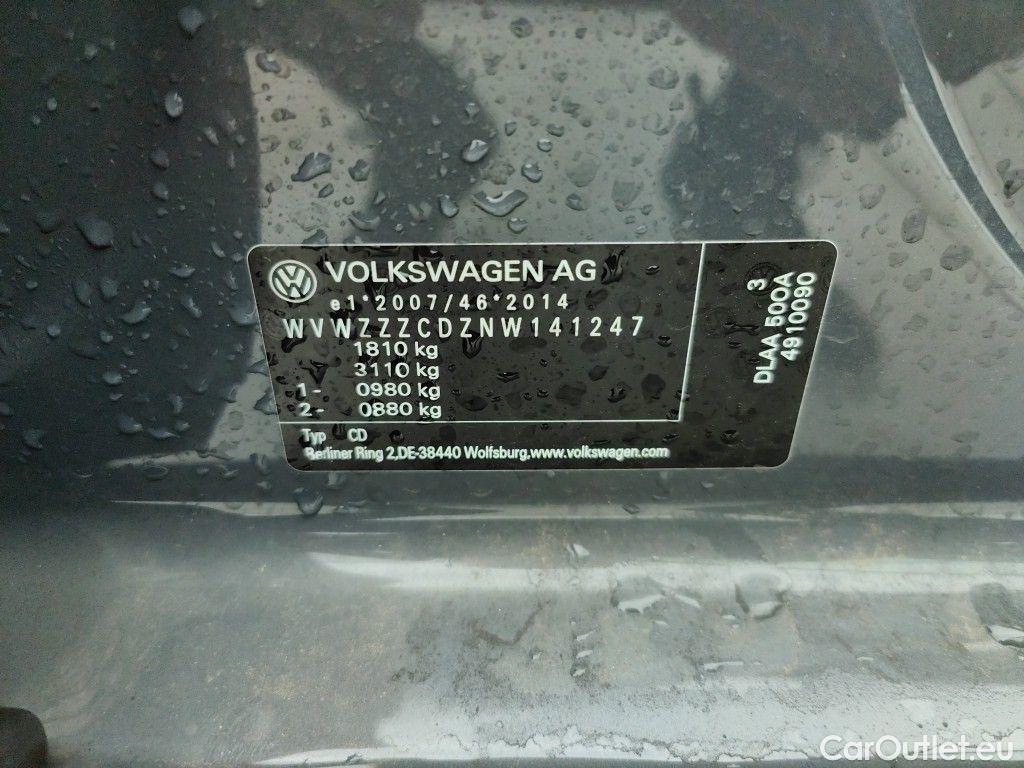 VOLKSWAGEN AG
e1*2007/46*2014
WVWZZZCDZNW141247
1810 kg
3110 kg
1- 0980 kg
2- 0880 kg
Typ CD
Berliner Ring 2,DE-38440 Wolfsburg,www.volkswagen.com
3
DLAA 500A
4910090
CarOutlet.eu